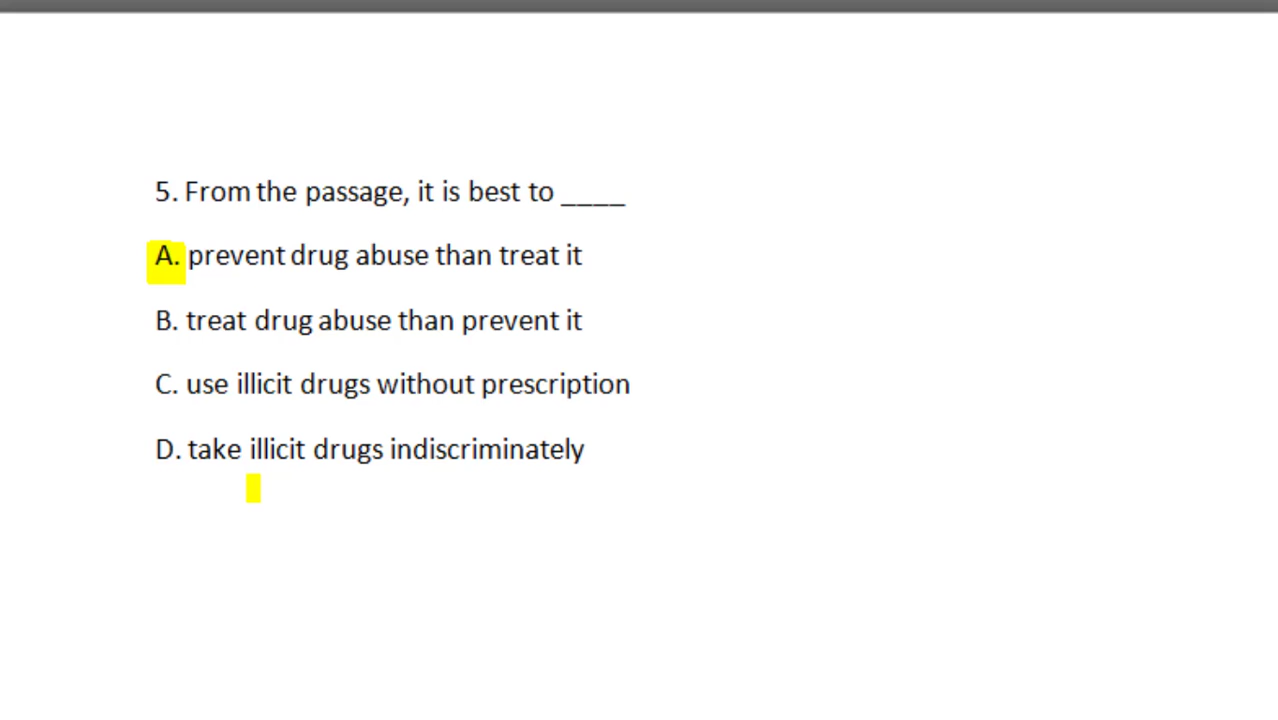 5. From the passage, it is best to ____
A. prevent drug abuse than treat it
B. treat drug abuse than prevent it
C. use illicit drugs without prescription
D. take illicit drugs indiscriminately